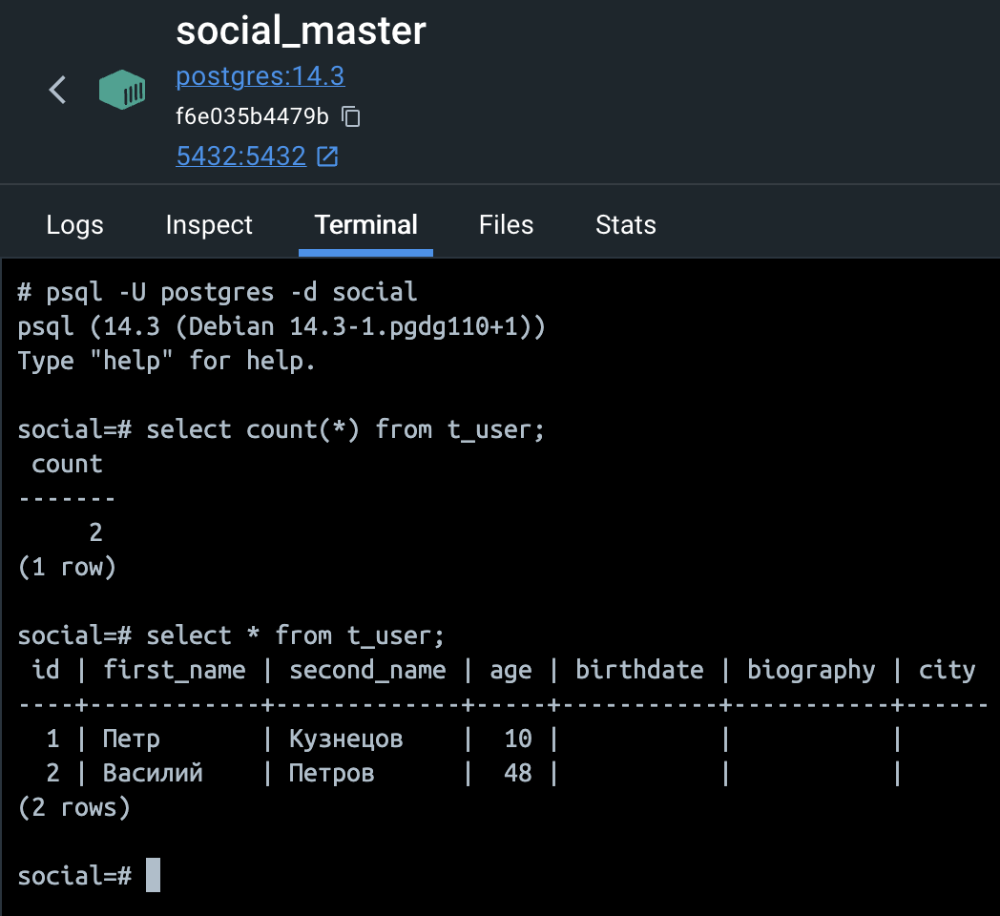 social_master
postgres:14.3
f6e035b4479b
5432:5432
Logs Inspect Terminal Files Stats
# psql -U postgres -d social
psql (14.3 (Debian 14.3-1.pgdg110+1))
Type "help" for help.
social=# select count(*) from t_user;
 count
-------
     2
(1 row)
social=# select * from t_user;
 id | first_name | second_name | age | birthdate | biography | city
----+------------+-------------+-----+-----------+-----------+------
  1 | Петр       | Кузнецов    |  10 |           |           |
  2 | Василий    | Петров      |  48 |           |           |
(2 rows)
social=#